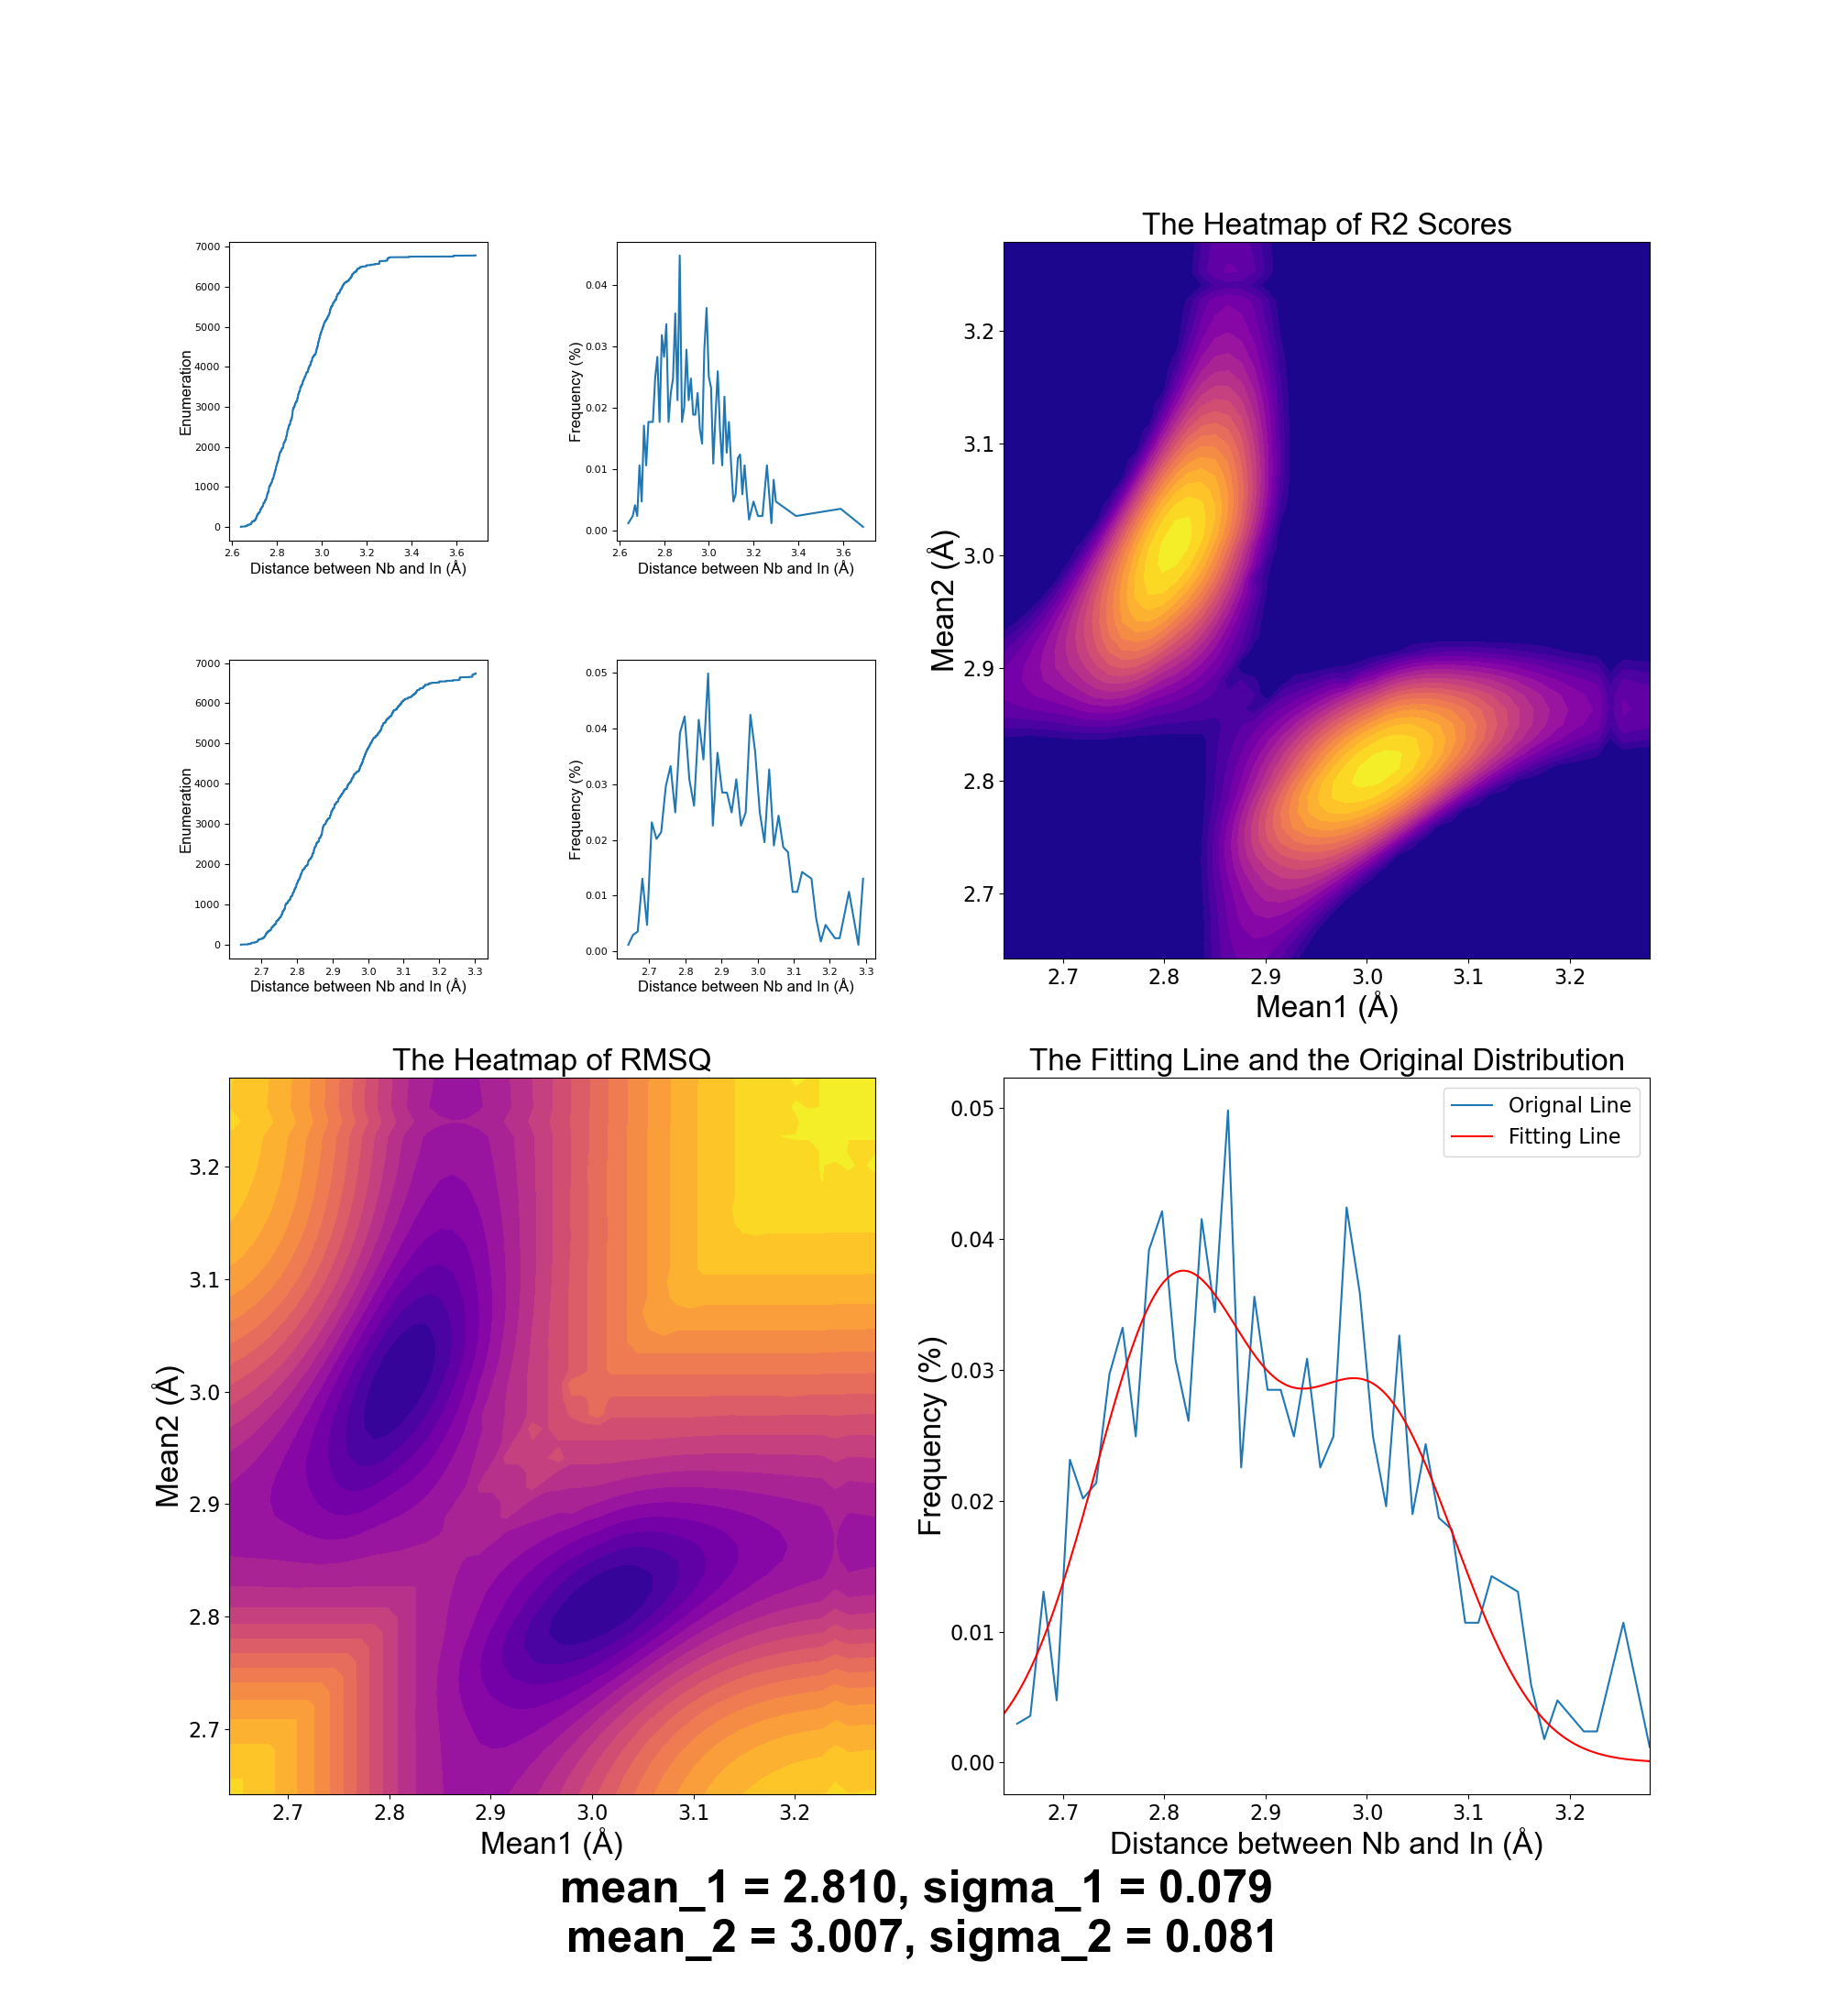 The Heatmap of R2 Scores
7000
6000
5000
4000
3000
2000
1000
0
Enumeration
2.6 2.8 3.0 3.2 3.4 3.6
Distance between Nb and In (Å)
0.04
0.03
0.02
0.01
0.00
Frequency (%)
2.6 2.8 3.0 3.2 3.4 3.6
Distance between Nb and In (Å)
7000
6000
5000
4000
3000
2000
1000
0
Enumeration
2.7 2.8 2.9 3.0 3.1 3.2 3.3
Distance between Nb and In (Å)
0.05
0.04
0.03
0.02
0.01
0.00
Frequency (%)
2.7 2.8 2.9 3.0 3.1 3.2 3.3
Distance between Nb and In (Å)
3.2
3.1
3.0
2.9
2.8
2.7
Mean2 (Å)
2.7 2.8 2.9 3.0 3.1 3.2
Mean1 (Å)
The Heatmap of RMSQ
3.2
3.1
3.0
2.9
2.8
2.7
Mean2 (Å)
2.7 2.8 2.9 3.0 3.1 3.2
Mean1 (Å)
The Fitting Line and the Original Distribution
Orignal Line
Fitting Line
0.05
0.04
0.03
0.02
0.01
0.00
Frequency (%)
2.7 2.8 2.9 3.0 3.1 3.2
Distance between Nb and In (Å)
mean_1 = 2.810, sigma_1 = 0.079
mean_2 = 3.007, sigma_2 = 0.081